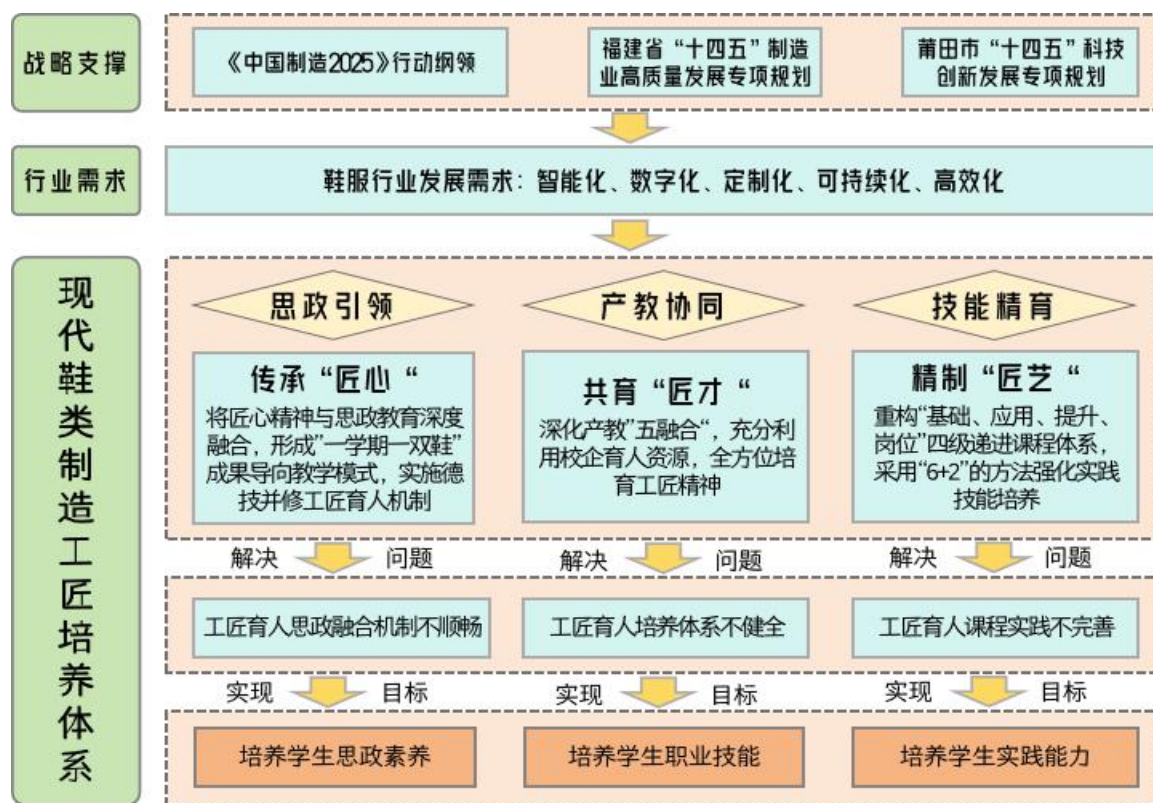 战略支撑
《中国制造2025》行动纲领
福建省“十四五”制造
业高质量发展专项规划
莆田市“十四五”科技
创新发展专项规划
行业需求
鞋服行业发展需求：智能化、数字化、定制化、可持续化、高效化
现代鞋类制造工匠培养体系
思政引领
产教协同
技能精育
传承“匠心“
将匠心精神与思政教育深度
融合，形成”一学期一双鞋”
成果导向教学模式，实施德
技并修工匠育人机制
共育“匠才“
深化产教”五融合“，充分利
用校企育人资源，全方位培
育工匠精神
精制“匠艺“
重构“基础、应用、提升、
岗位”四级递进课程体系，
采用“6+2”的方法强化实践
技能培养
解决 问题
解决 问题
解决 问题
工匠育人思政融合机制不顺畅
工匠育人培养体系不健全
工匠育人课程实践不完善
实现 目标
实现 目标
实现 目标
培养学生思政素养
培养学生职业技能
培养学生实践能力